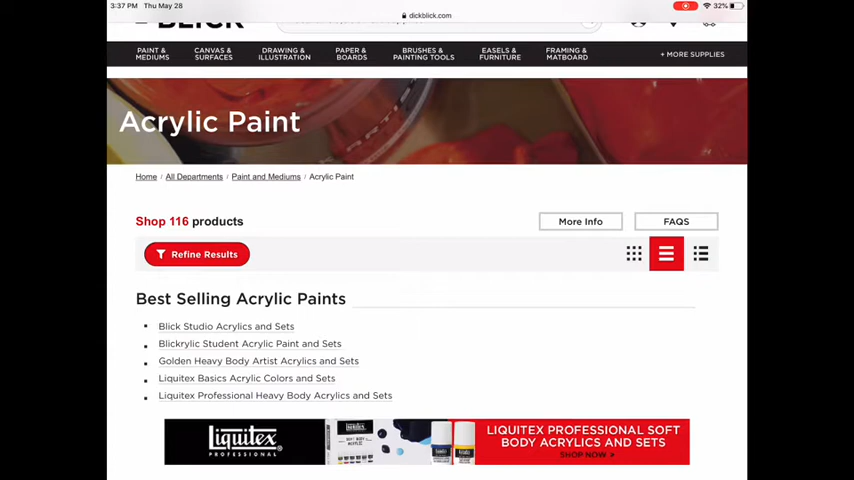 3:37 PM Thu May 28
32%
BLICK
dickblick.com
PAINT & MEDIUMS
CANVAS & SURFACES
DRAWING & ILLUSTRATION
PAPER & BOARDS
BRUSHES & PAINTING TOOLS
EASELS & FURNITURE
FRAMING & MATBOARD
+ MORE SUPPLIES
Acrylic Paint
Home / All Departments / Paint and Mediums / Acrylic Paint
Shop 116 products
More Info
FAQS
Refine Results
Best Selling Acrylic Paints
Blick Studio Acrylics and Sets
Blickrylic Student Acrylic Paint and Sets
Golden Heavy Body Artist Acrylics and Sets
Liquitex Basics Acrylic Colors and Sets
Liquitex Professional Heavy Body Acrylics and Sets
Liquitex
PROFESSIONAL
LIQUITEX PROFESSIONAL SOFT
BODY ACRYLICS AND SETS
SHOP NOW >